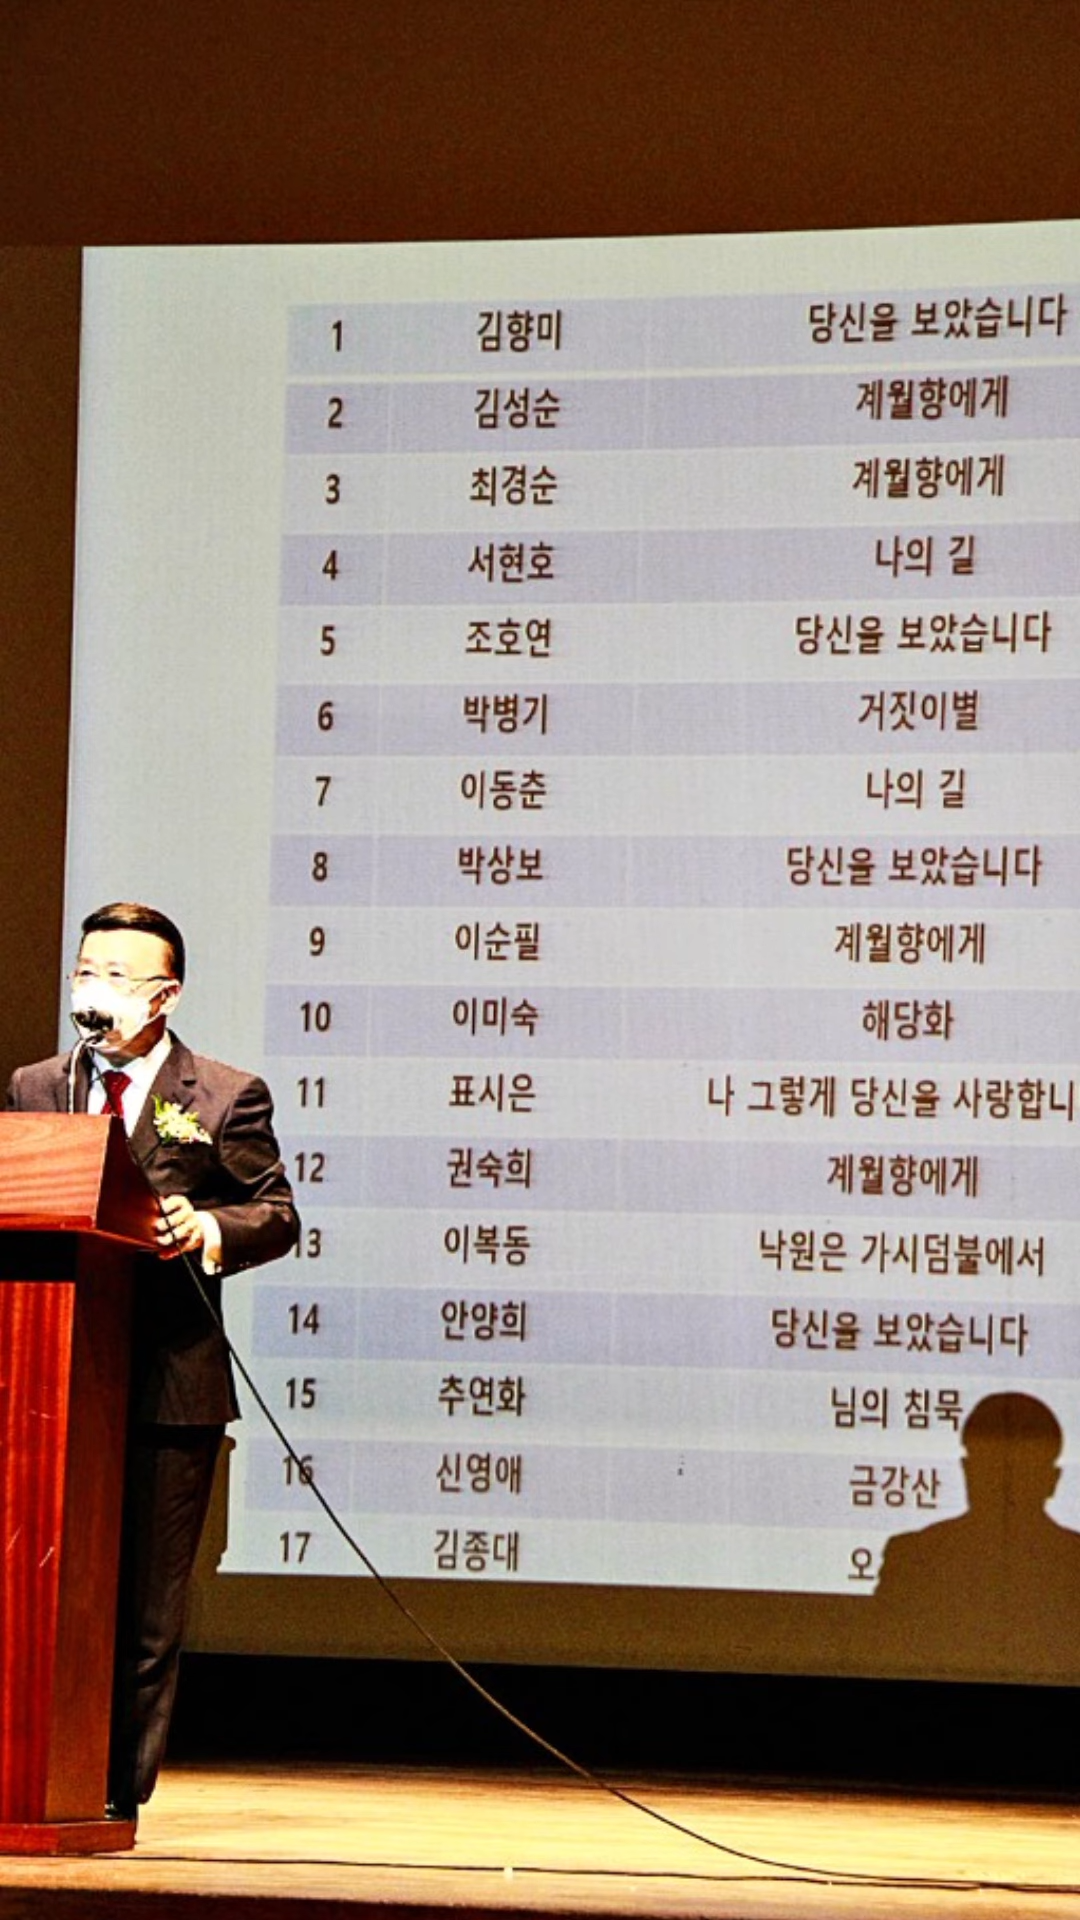 1 김향미 당신을 보았습니다
2 김성순 계월향에게
3 최경순 계월향에게
4 서현호 나의 길
5 조호연 당신을 보았습니다
6 박병기 거짓이별
7 이동춘 나의 길
8 박상보 당신을 보았습니다
9 이순필 계월향에게
10 이미숙 해당화
11 표시은 나 그렇게 당신을 사랑합니
12 권숙희 계월향에게
13 이복동 낙원은 가시덤불에서
14 안양희 당신을 보았습니다
15 추연화 님의 침묵
16 신영애 금강산
17 김종대 오